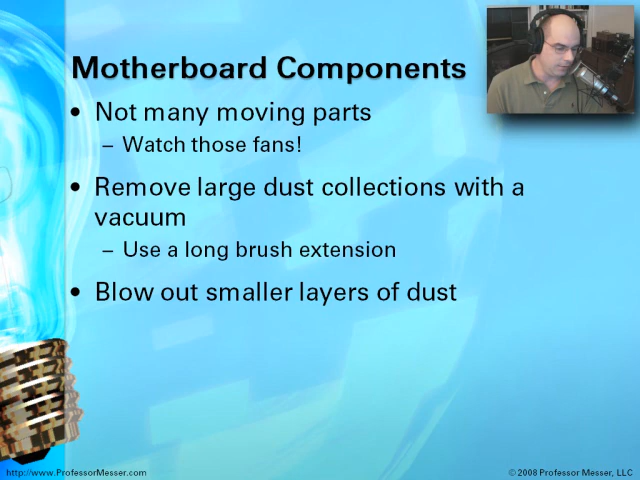 Motherboard Components
• Not many moving parts
– Watch those fans!
• Remove large dust collections with a
vacuum
– Use a long brush extension
• Blow out smaller layers of dust
http://www.ProfessorMesser.com
© 2008 Professor Messer, LLC